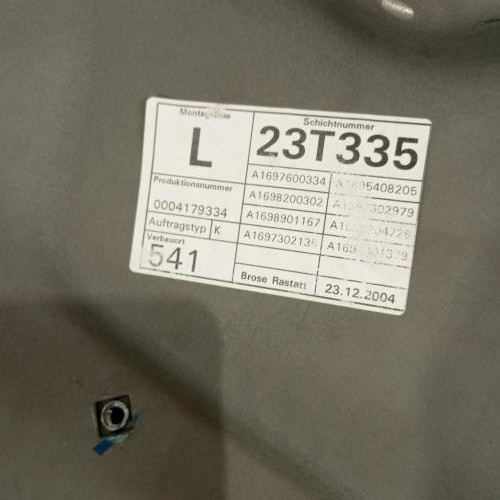 Montagelinie
L
Schichtnummer
23T335
Produktionsnummer
0004179334
Auftragstyp K
Verbauort
541
A1697600334
A1698200302
A1698901167
A1697302135
Brose Rastatt
23.12.2004